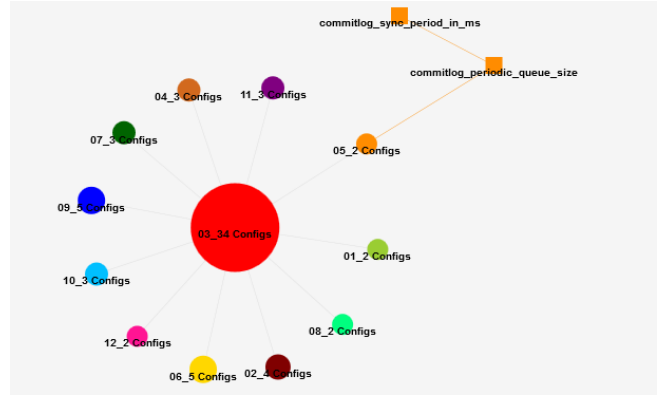 commitlog_sync_period_in_ms
commitlog_periodic_queue_size
04_3 Configs
11_3 Configs
07_3 Configs
05_2 Configs
09_5 Configs
03_34 Configs
01_2 Configs
10_3 Configs
08_2 Configs
12_2 Configs
06_5 Configs
02_4 Configs